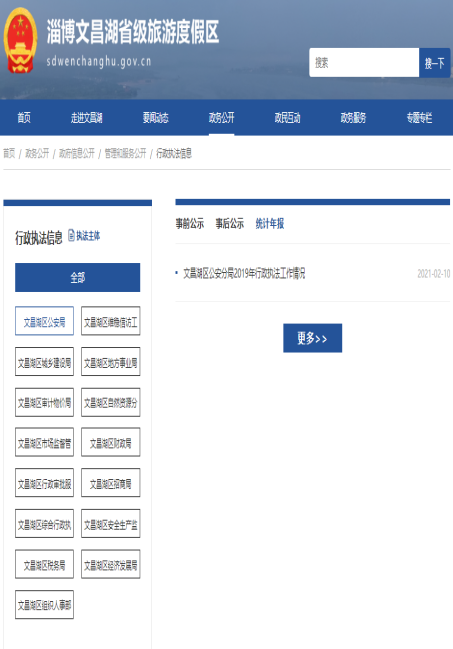 淄博文昌湖省级旅游度假区
sdwenchanghu.gov.cn
搜索
搜一下
首页 走进文昌湖 要闻动态 政务公开 政民互动 政务服务 专题专栏
首页 / 政务公开 / 政府信息公开 / 管理和服务公开 / 行政执法信息
行政执法信息 执法主体
全部
文昌湖区公安局 文昌湖区维稳信访工
文昌湖区城乡建设局 文昌湖区地方事业局
文昌湖区审计物价局 文昌湖区自然资源分
文昌湖区市场监督管 文昌湖区财政局
文昌湖区行政审批服 文昌湖区招商局
文昌湖区综合行政执 文昌湖区安全生产监
文昌湖区税务局 文昌湖区经济发展局
文昌湖区组织人事部
事前公示 事后公示 统计年报
文昌湖区公安分局2019年行政执法工作情况 2021-02-10
更多>>